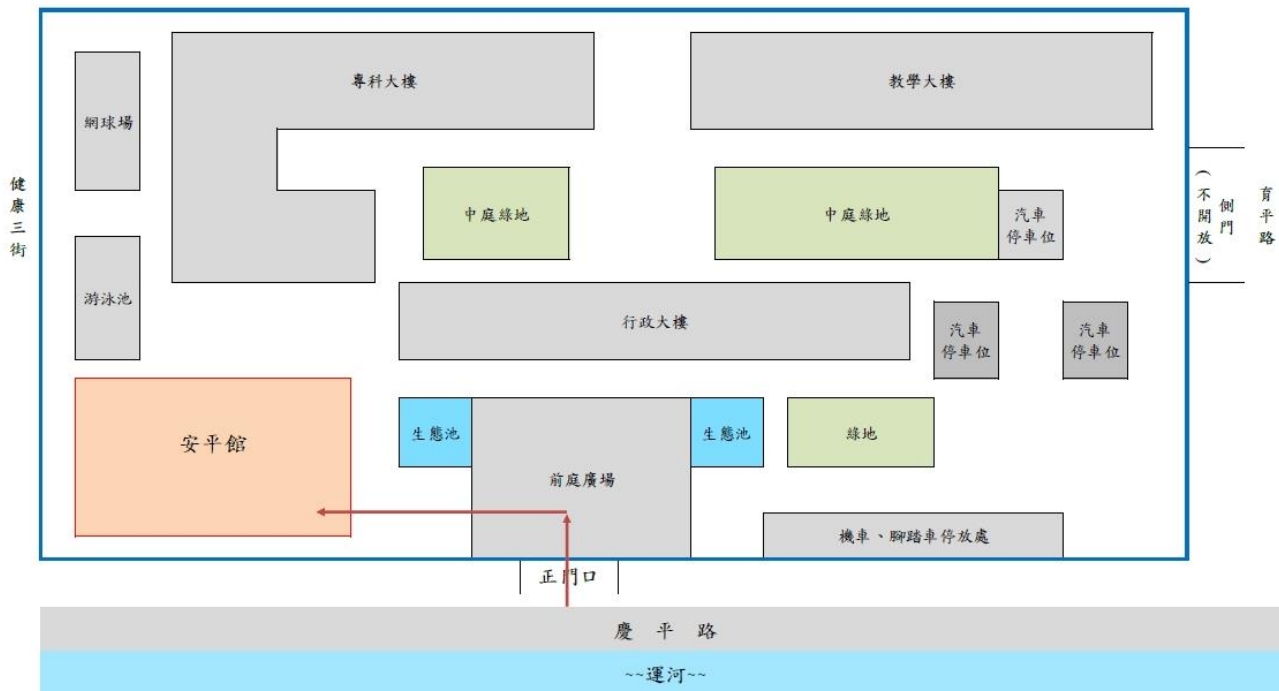 專科大樓
教學大樓
網球場
健康三街
中庭綠地
中庭綠地
汽車
停車位
側門
（不開放）
育平路
游泳池
行政大樓
汽車
停車位
汽車
停車位
安平館
生態池
前庭廣場
生態池
綠地
機車、腳踏車停放處
正門口
慶 平 路
~~運河~~